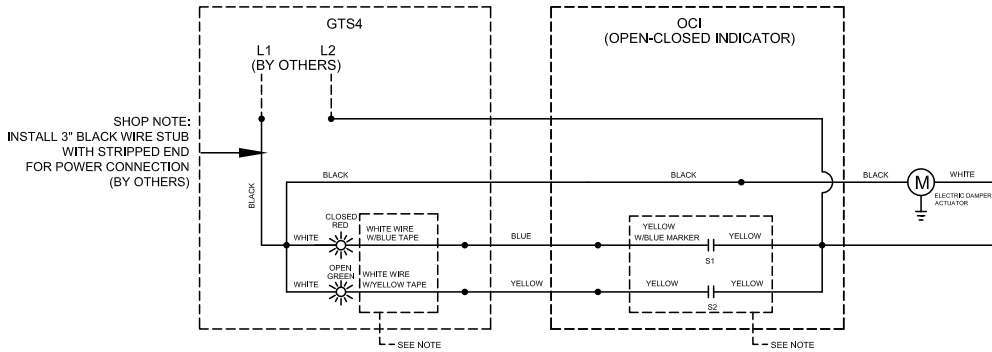 GTS4
OCI
(OPEN-CLOSED INDICATOR)
L1
L2
(BY OTHERS)
SHOP NOTE:
INSTALL 3" BLACK WIRE STUB
WITH STRIPPED END
FOR POWER CONNECTION
(BY OTHERS)
BLACK
BLACK
BLACK
BLACK
WHITE
M
ELECTRIC DAMPER
ACTUATOR
CLOSED
RED
WHITE
WHITE WIRE
W/BLUE TAPE
BLUE
YELLOW
W/BLUE MARKER
YELLOW
S1
OPEN
GREEN
WHITE
WHITE WIRE
W/YELLOW TAPE
YELLOW
YELLOW
YELLOW
S2
SEE NOTE
SEE NOTE